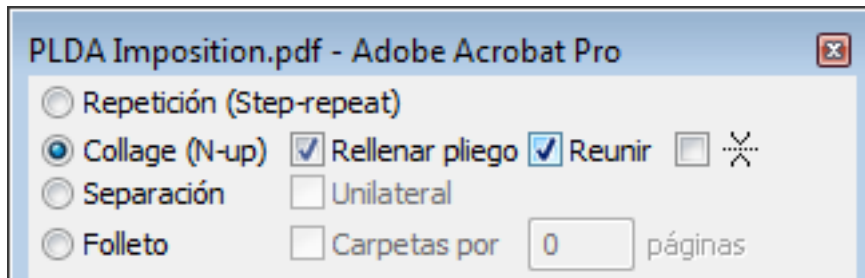 PLDA Imposition.pdf - Adobe Acrobat Pro
Repetición (Step-repeat)
Collage (N-up) Rellenar pliego Reunir
Separación Unilateral
Folleto Carpetas por 0 páginas